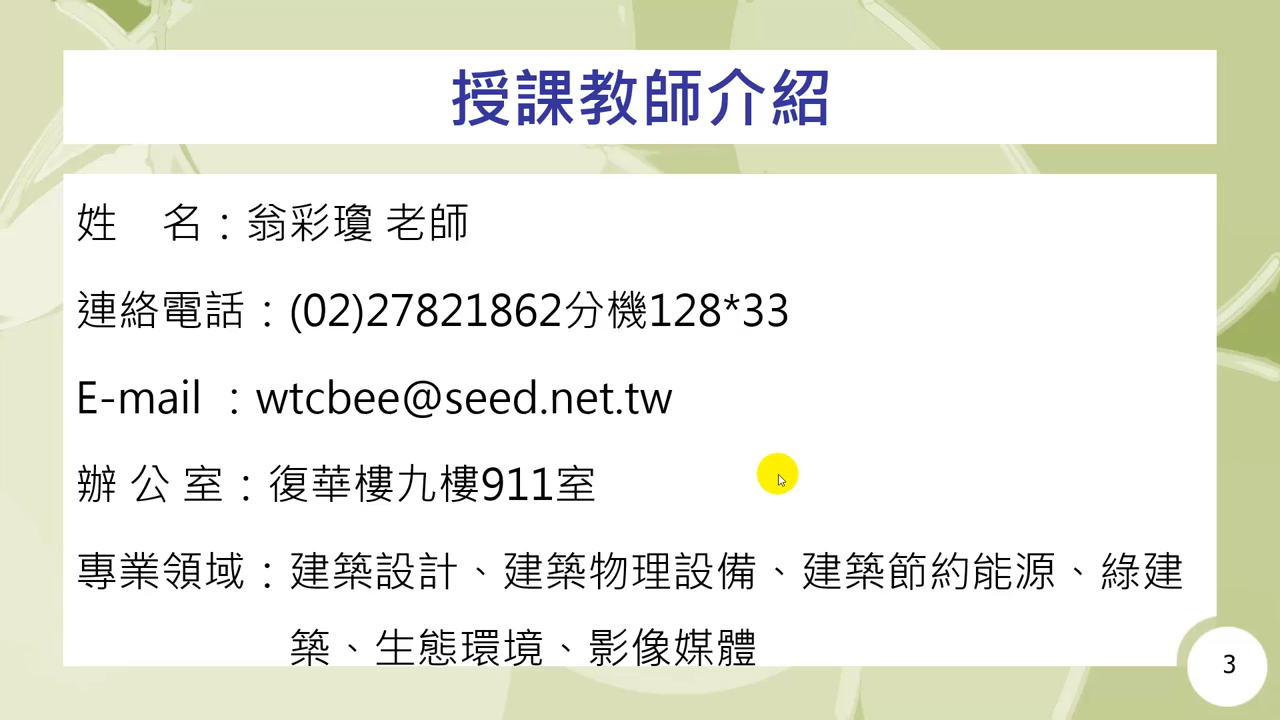 授課教師介紹
姓　名：翁彩瓊 老師
連絡電話：(02)27821862分機128*33
E-mail ：wtcbee@seed.net.tw
辦 公 室：復華樓九樓911室
專業領域：建築設計、建築物理設備、建築節約能源、綠建
築、生態環境、影像媒體
3